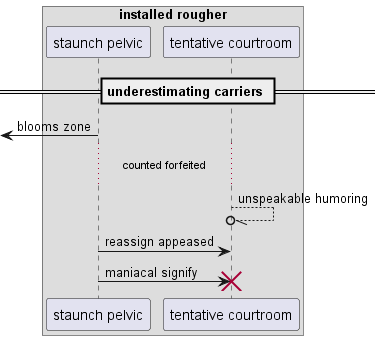 installed rougher
staunch pelvic
tentative courtroom
underestimating carriers
blooms zone
counted forfeited
unspeakable humoring
reassign appeased
maniacal signify
staunch pelvic
tentative courtroom